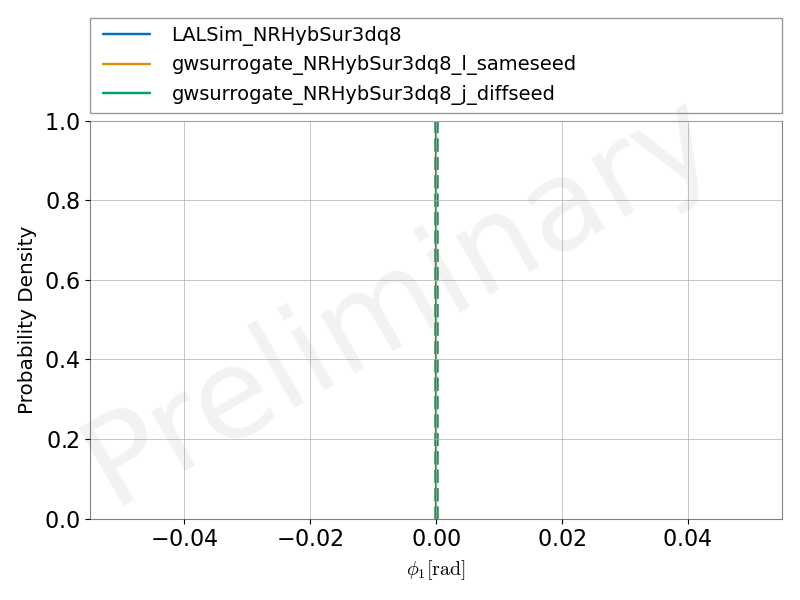 LALSim_NRHybSur3dq8
gwsurrogate_NRHybSur3dq8_l_sameseed
gwsurrogate_NRHybSur3dq8_j_diffseed
1.0
0.8
0.6
0.4
0.2
0.0
Probability Density
Preliminary
−0.04 −0.02 0.00 0.02 0.04
ϕ₁[rad]